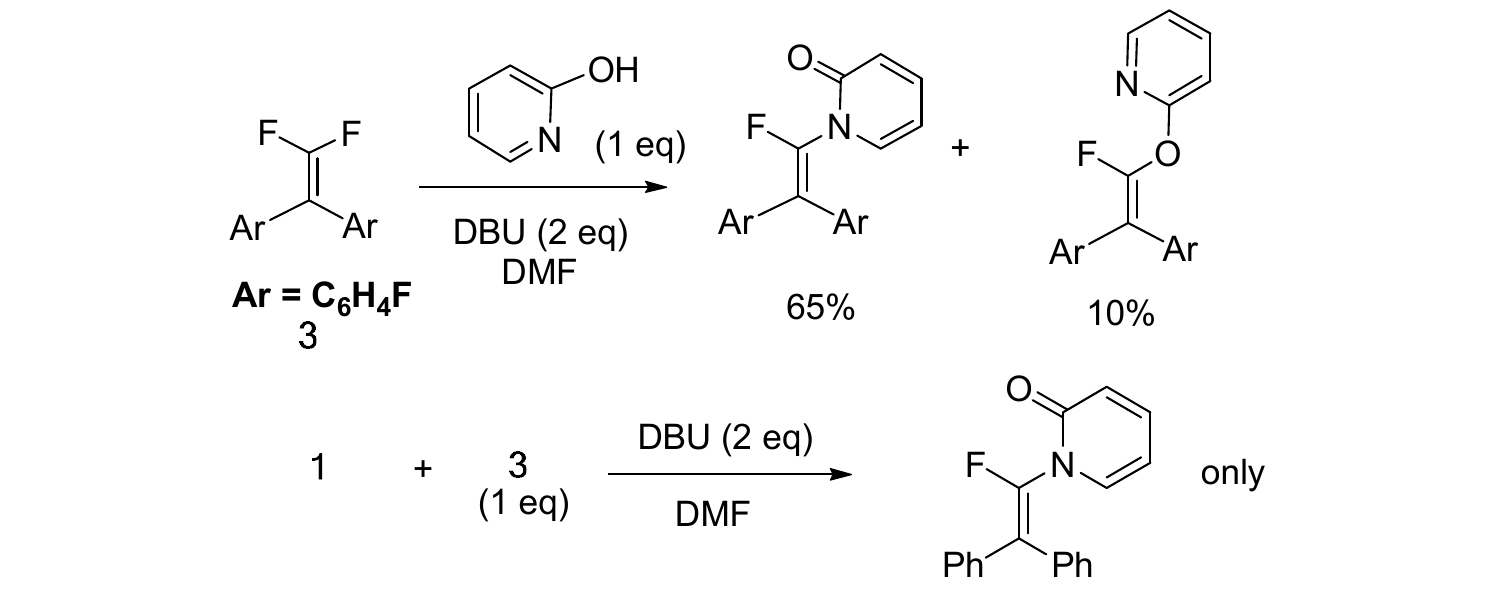 OH
N
(1 eq)
F F
Ar Ar
DBU (2 eq)
DMF
Ar = C6H4F
3
O
F N
Ar Ar
65%
+
N
F O
Ar Ar
10%
1 + 3
(1 eq)
DBU (2 eq)
DMF
O
F N
Ph Ph
only